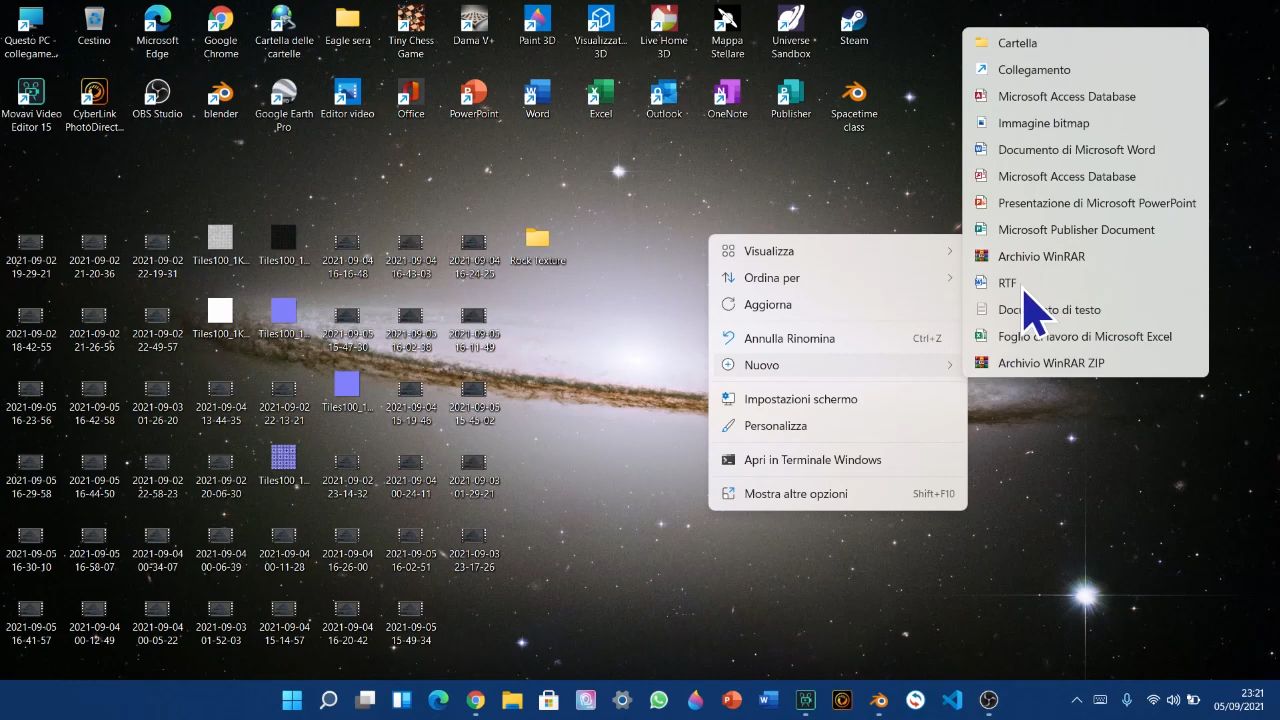 Questo PC - collegame...
Cestino
Microsoft Edge
Google Chrome
Cartella delle cartelle
Eagle sera
Tiny Chess Game
Dama V+
Paint 3D
Visualizzat... 3D
Live Home 3D
Mappa Stellare
Universe Sandbox
Steam
Movavi Video Editor 15
CyberLink PhotoDirect...
OBS Studio
blender
Google Earth Pro
Editor video
Office
PowerPoint
Word
Excel
Outlook
OneNote
Publisher
Spacetime class
2021-09-02 19-29-21
2021-09-02 21-20-36
2021-09-02 22-19-31
Tiles100_1K...
Tiles100_1...
2021-09-04 16-16-48
2021-09-04 16-43-03
2021-09-04 16-24-25
Rock Texture
2021-09-02 18-42-55
2021-09-02 21-26-56
2021-09-02 22-49-57
Tiles100_1K...
Tiles100_1...
2021-09-05 15-47-30
2021-09-05 16-02-38
2021-09-05 16-11-49
2021-09-05 16-23-56
2021-09-05 16-42-58
2021-09-03 01-26-20
2021-09-04 13-44-35
2021-09-02 22-13-21
Tiles100_1...
2021-09-04 15-19-46
2021-09-05 15-45-02
2021-09-05 16-29-58
2021-09-05 16-44-50
2021-09-02 22-58-23
2021-09-02 20-06-30
Tiles100_1...
2021-09-02 23-14-32
2021-09-04 00-24-11
2021-09-03 01-29-21
2021-09-05 16-30-10
2021-09-05 16-58-07
2021-09-04 00-34-07
2021-09-04 00-06-39
2021-09-04 00-11-28
2021-09-04 16-26-00
2021-09-05 16-02-51
2021-09-03 23-17-26
2021-09-05 16-41-57
2021-09-04 00-12-49
2021-09-04 00-05-22
2021-09-03 01-52-03
2021-09-04 15-14-57
2021-09-04 16-20-42
2021-09-05 15-49-34
Visualizza
Ordina per
Aggiorna
Annulla Rinomina Ctrl+Z
Nuovo
Impostazioni schermo
Personalizza
Apri in Terminale Windows
Mostra altre opzioni Shift+F10
Cartella
Collegamento
Microsoft Access Database
Immagine bitmap
Documento di Microsoft Word
Microsoft Access Database
Presentazione di Microsoft PowerPoint
Microsoft Publisher Document
Archivio WinRAR
RTF
Documento di testo
Foglio di lavoro di Microsoft Excel
Archivio WinRAR ZIP
23:21
05/09/2021